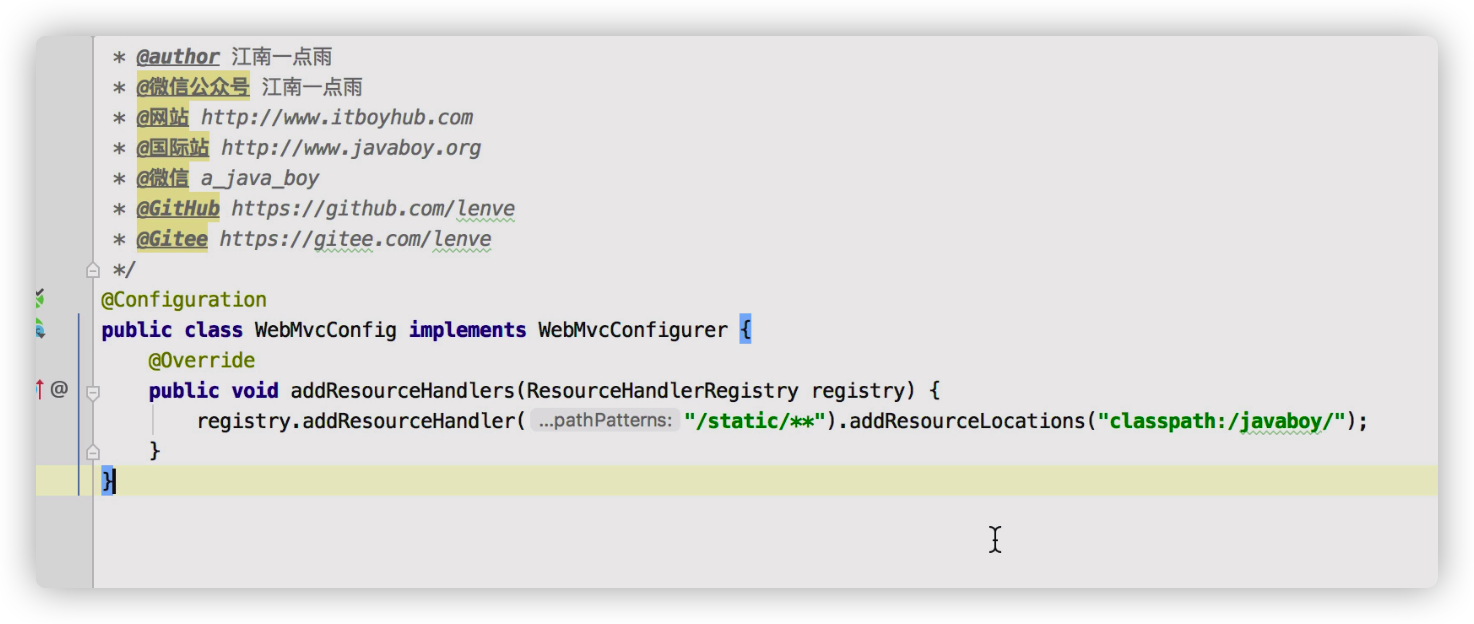 * @author 江南一点雨
* @微信公众号 江南一点雨
* @网站 http://www.itboyhub.com
* @国际站 http://www.javaboy.org
* @微信 a_java_boy
* @GitHub https://github.com/lenve
* @Gitee https://gitee.com/lenve
*/
@Configuration
public class WebMvcConfig implements WebMvcConfigurer {
@Override
@ public void addResourceHandlers(ResourceHandlerRegistry registry) {
registry.addResourceHandler( ...pathPatterns: "/static/**").addResourceLocations("classpath:/javaboy/");
}
}